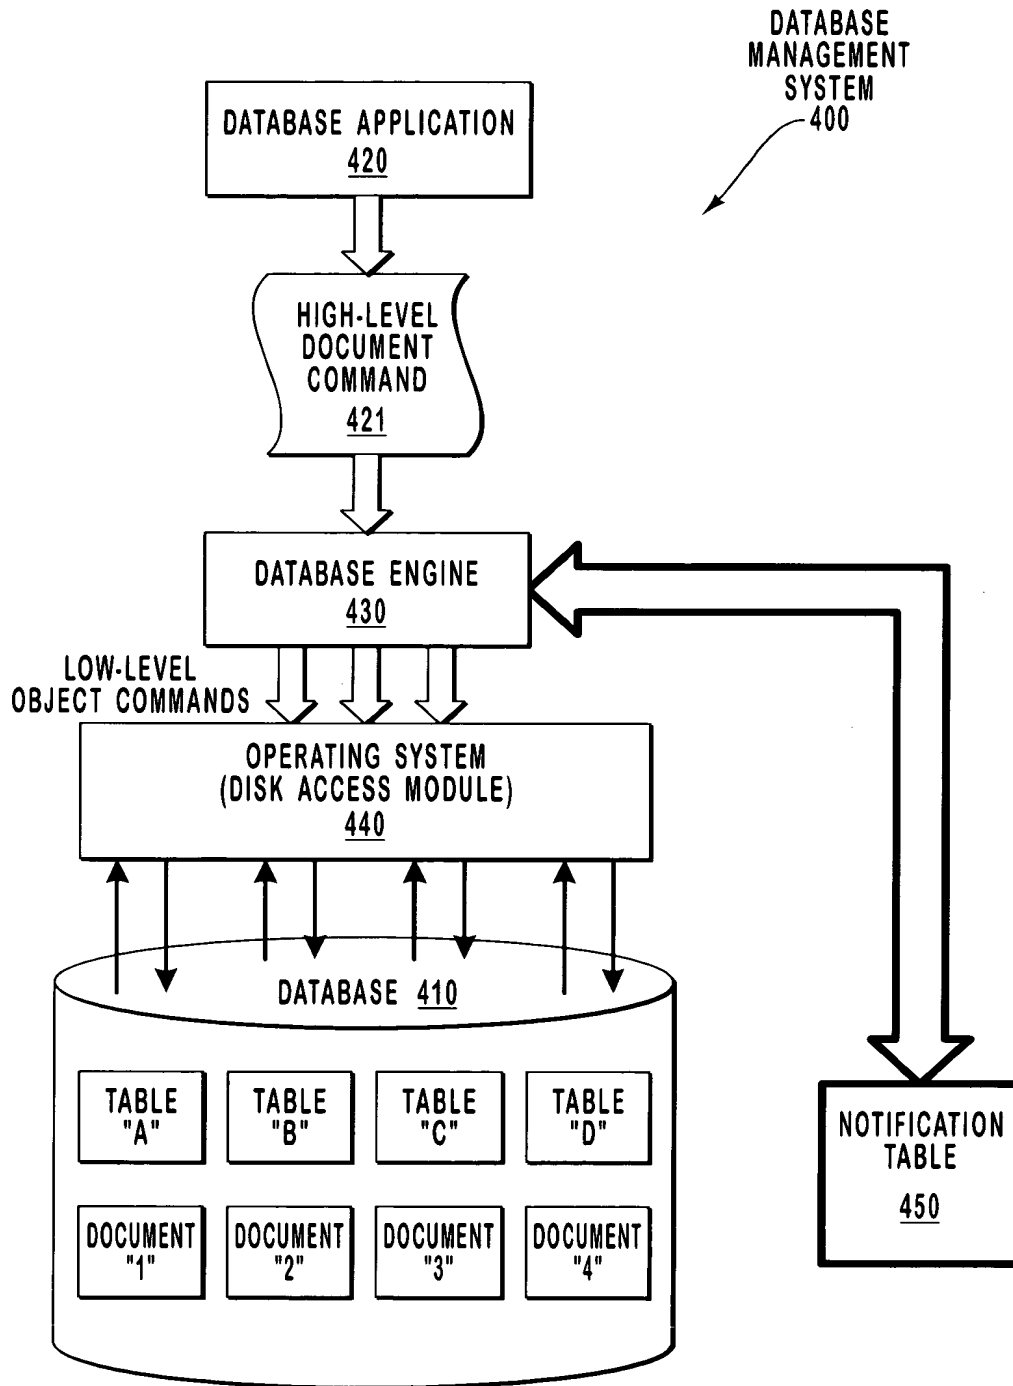 DATABASE
MANAGEMENT
SYSTEM
400
DATABASE APPLICATION
420
HIGH-LEVEL
DOCUMENT
COMMAND
421
DATABASE ENGINE
430
LOW-LEVEL
OBJECT COMMANDS
OPERATING SYSTEM
(DISK ACCESS MODULE)
440
DATABASE 410
TABLE
"A"
TABLE
"B"
TABLE
"C"
TABLE
"D"
DOCUMENT
"1"
DOCUMENT
"2"
DOCUMENT
"3"
DOCUMENT
"4"
NOTIFICATION
TABLE
450